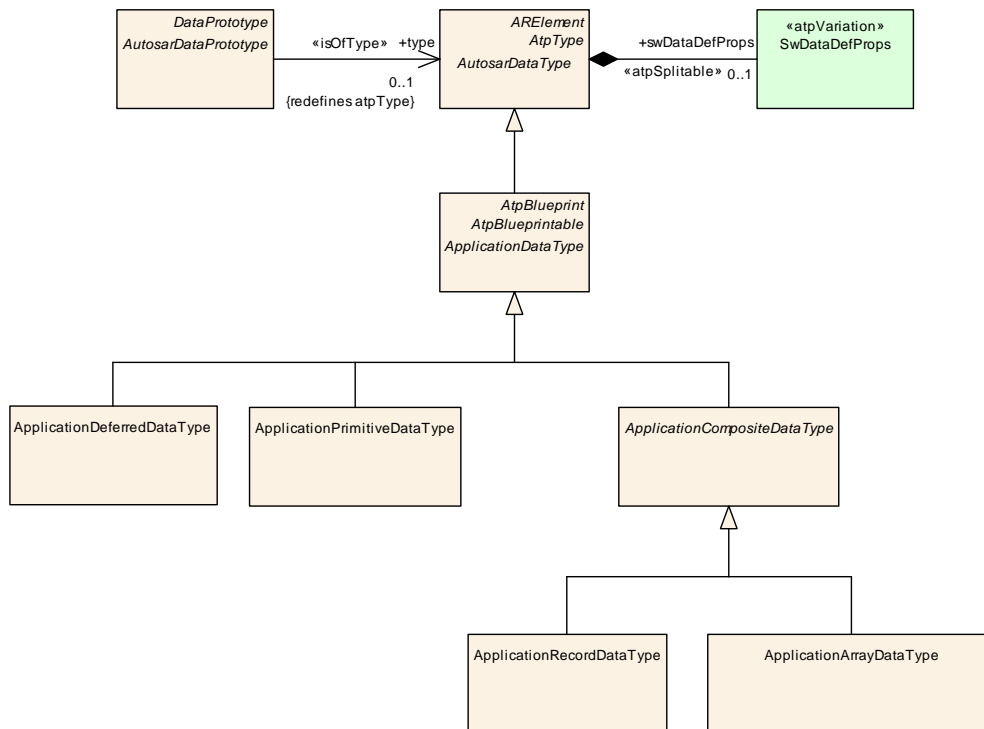 DataPrototype
AutosarDataPrototype
«isOfType» +type
0..1
{redefines atpType}
ARElement
AtpType
AutosarDataType
+swDataDefProps
«atpSplitable» 0..1
«atpVariation»
SwDataDefProps
AtpBlueprint
AtpBlueprintable
ApplicationDataType
ApplicationDeferredDataType
ApplicationPrimitiveDataType
ApplicationCompositeDataType
ApplicationRecordDataType
ApplicationArrayDataType